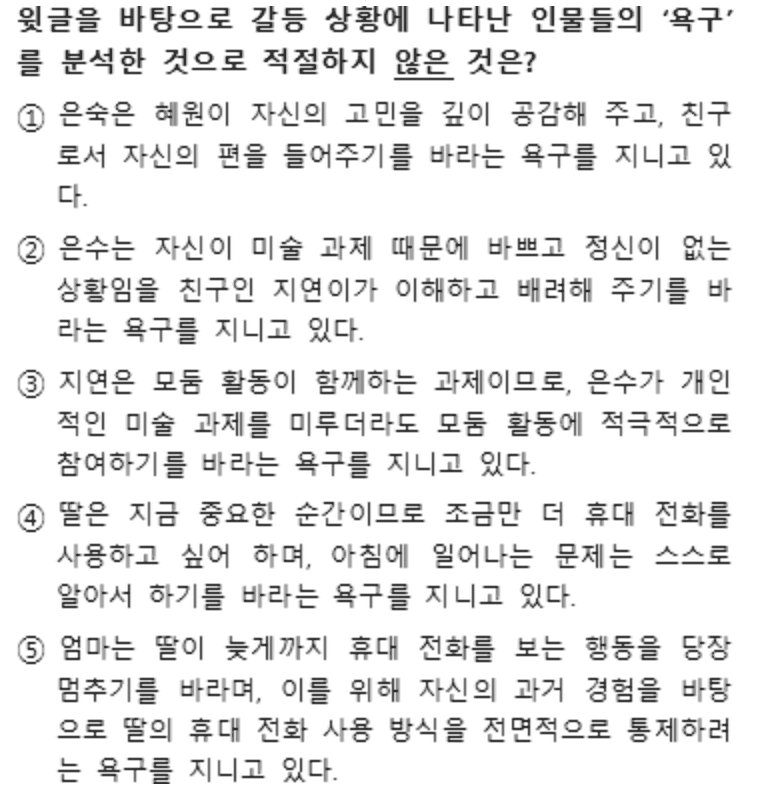 윗글을 바탕으로 갈등 상황에 나타난 인물들의 ‘욕구’
를 분석한 것으로 적절하지 않은 것은?
① 은숙은 혜원이 자신의 고민을 깊이 공감해 주고, 친구
로서 자신의 편을 들어주기를 바라는 욕구를 지니고 있
다.
② 은수는 자신이 미술 과제 때문에 바쁘고 정신이 없는
상황임을 친구인 지연이가 이해하고 배려해 주기를 바
라는 욕구를 지니고 있다.
③ 지연은 모둠 활동이 함께하는 과제이므로, 은수가 개인
적인 미술 과제를 미루더라도 모둠 활동에 적극적으로
참여하기를 바라는 욕구를 지니고 있다.
④ 딸은 지금 중요한 순간이므로 조금만 더 휴대 전화를
사용하고 싶어 하며, 아침에 일어나는 문제는 스스로
알아서 하기를 바라는 욕구를 지니고 있다.
⑤ 엄마는 딸이 늦게까지 휴대 전화를 보는 행동을 당장
멈추기를 바라며, 이를 위해 자신의 과거 경험을 바탕
으로 딸의 휴대 전화 사용 방식을 전면적으로 통제하려
는 욕구를 지니고 있다.